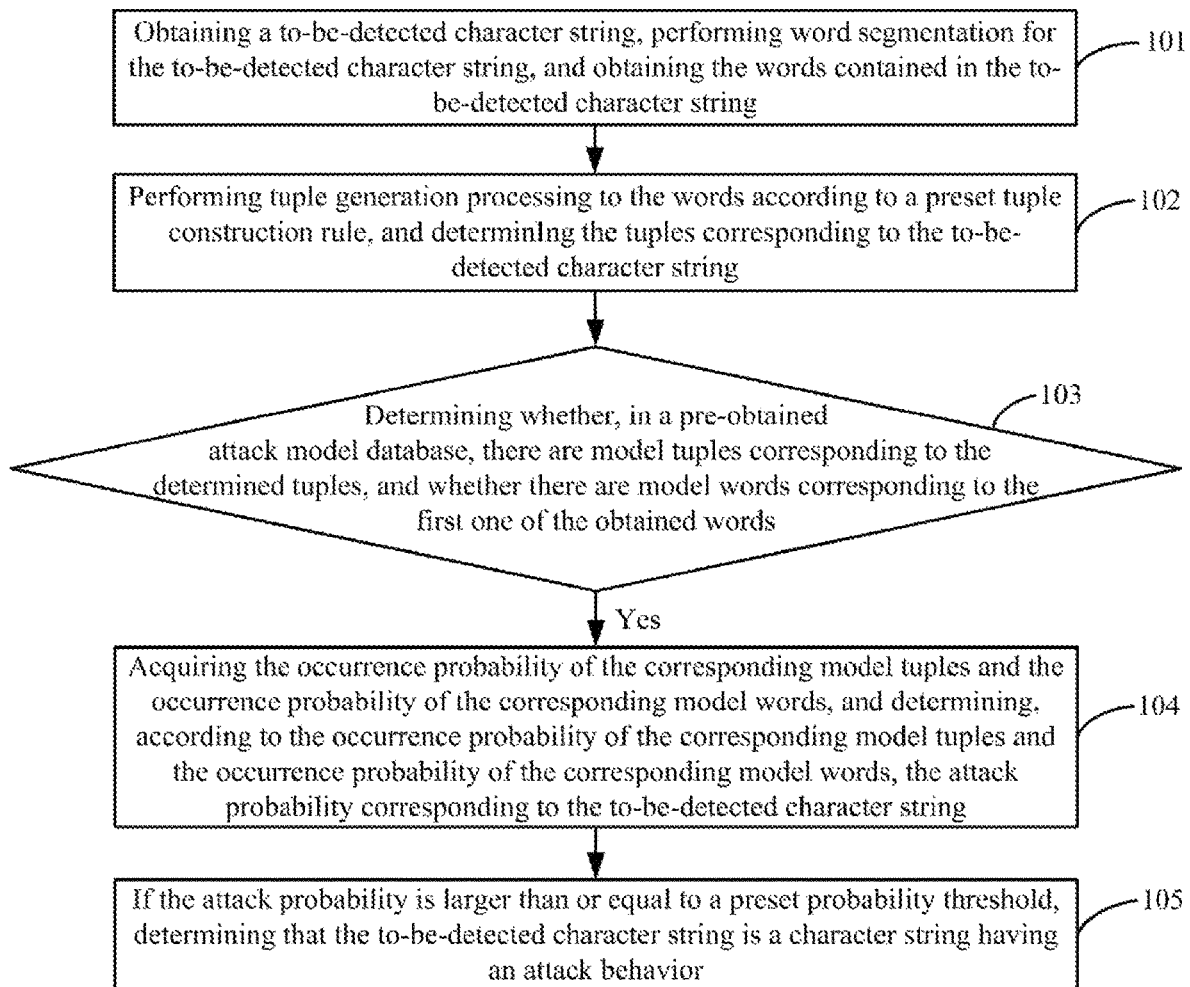 Obtaining a to-be-detected character string, performing word segmentation for
the to-be-detected character string, and obtaining the words contained in the to-
be-detected character string
101
Performing tuple generation processing to the words according to a preset tuple
construction rule, and determining the tuples corresponding to the to-be-
detected character string
102
Determining whether, in a pre-obtained
attack model database, there are model tuples corresponding to the
determined tuples, and whether there are model words corresponding to the
first one of the obtained words
103
Yes
Acquiring the occurrence probability of the corresponding model tuples and the
occurrence probability of the corresponding model words, and determining,
according to the occurrence probability of the corresponding model tuples and
the occurrence probability of the corresponding model words, the attack
probability corresponding to the to-be-detected character string
104
If the attack probability is larger than or equal to a preset probability threshold,
determining that the to-be-detected character string is a character string having
an attack behavior
105